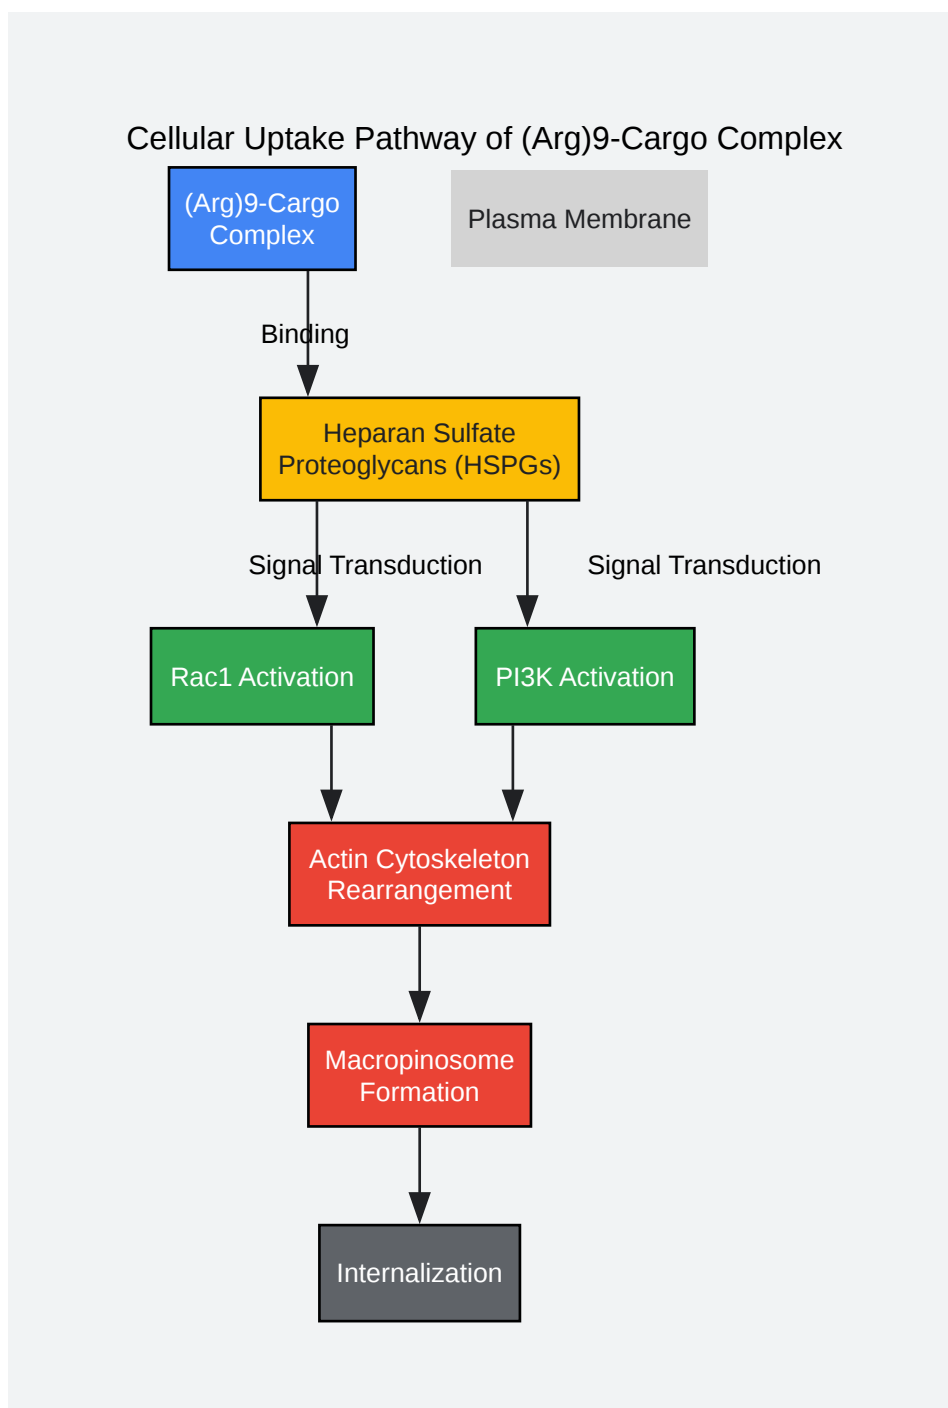 Cellular Uptake Pathway of (Arg)9-Cargo Complex
(Arg)9-Cargo
Complex
Plasma Membrane
Binding
Heparan Sulfate
Proteoglycans (HSPGs)
Signal Transduction
Signal Transduction
Rac1 Activation
PI3K Activation
Actin Cytoskeleton
Rearrangement
Macropinosome
Formation
Internalization